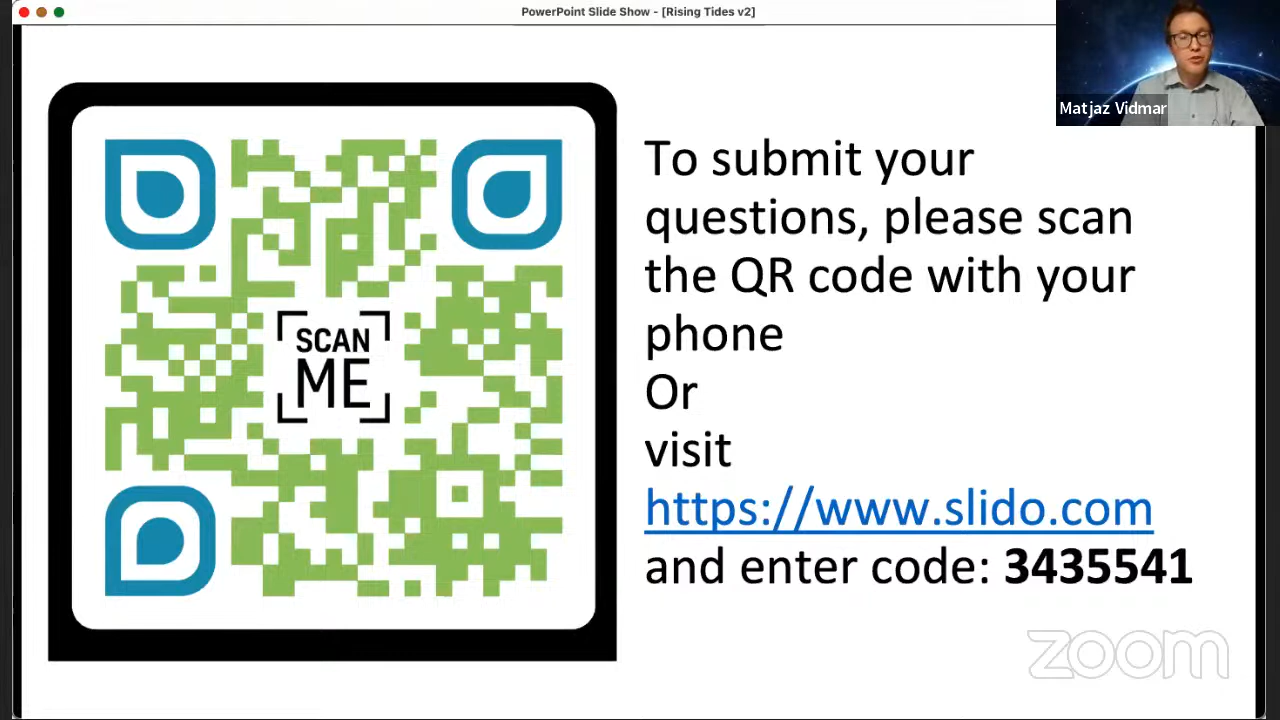 PowerPoint Slide Show - [Rising Tides v2]
Matjaz Vidmar
SCAN
ME
To submit your
questions, please scan
the QR code with your
phone
Or
visit
https://www.slido.com
and enter code: 3435541
zoom